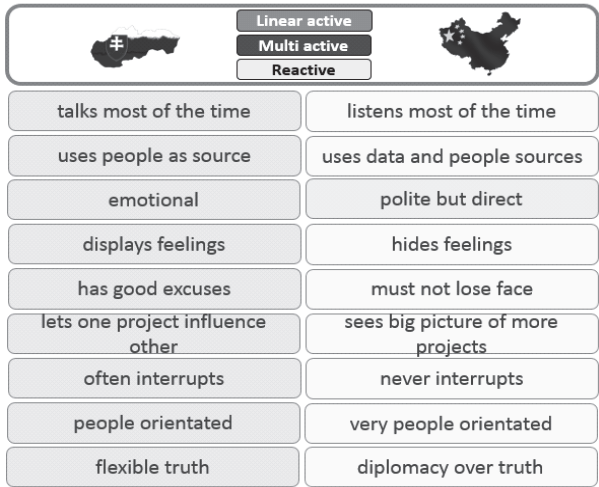 Linear active
Multi active
Reactive
talks most of the time
listens most of the time
uses people as source
uses data and people sources
emotional
polite but direct
displays feelings
hides feelings
has good excuses
must not lose face
lets one project influence
other
sees big picture of more
projects
often interrupts
never interrupts
people orientated
very people orientated
flexible truth
diplomacy over truth